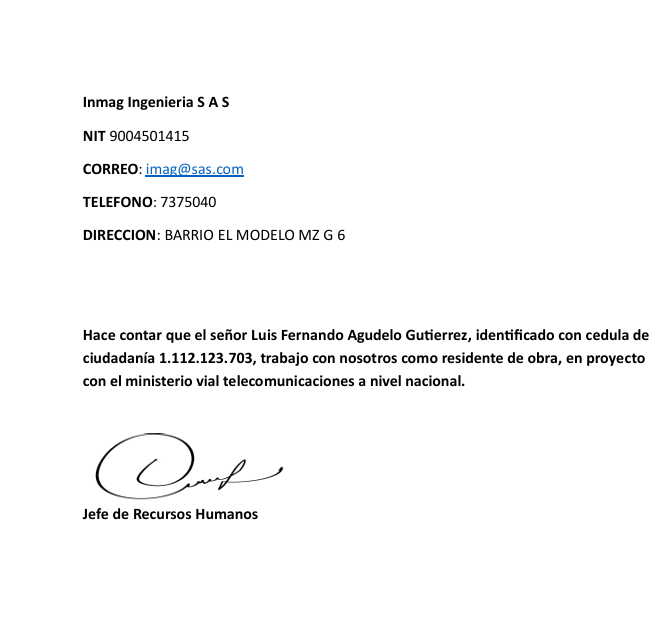 Inmag Ingenieria S A S
NIT 9004501415
CORREO: imag@sas.com
TELEFONO: 7375040
DIRECCION: BARRIO EL MODELO MZ G 6
Hace contar que el señor Luis Fernando Agudelo Gutierrez, identificado con cedula de
ciudadanía 1.112.123.703, trabajo con nosotros como residente de obra, en proyecto
con el ministerio vial telecomunicaciones a nivel nacional.
Jefe de Recursos Humanos